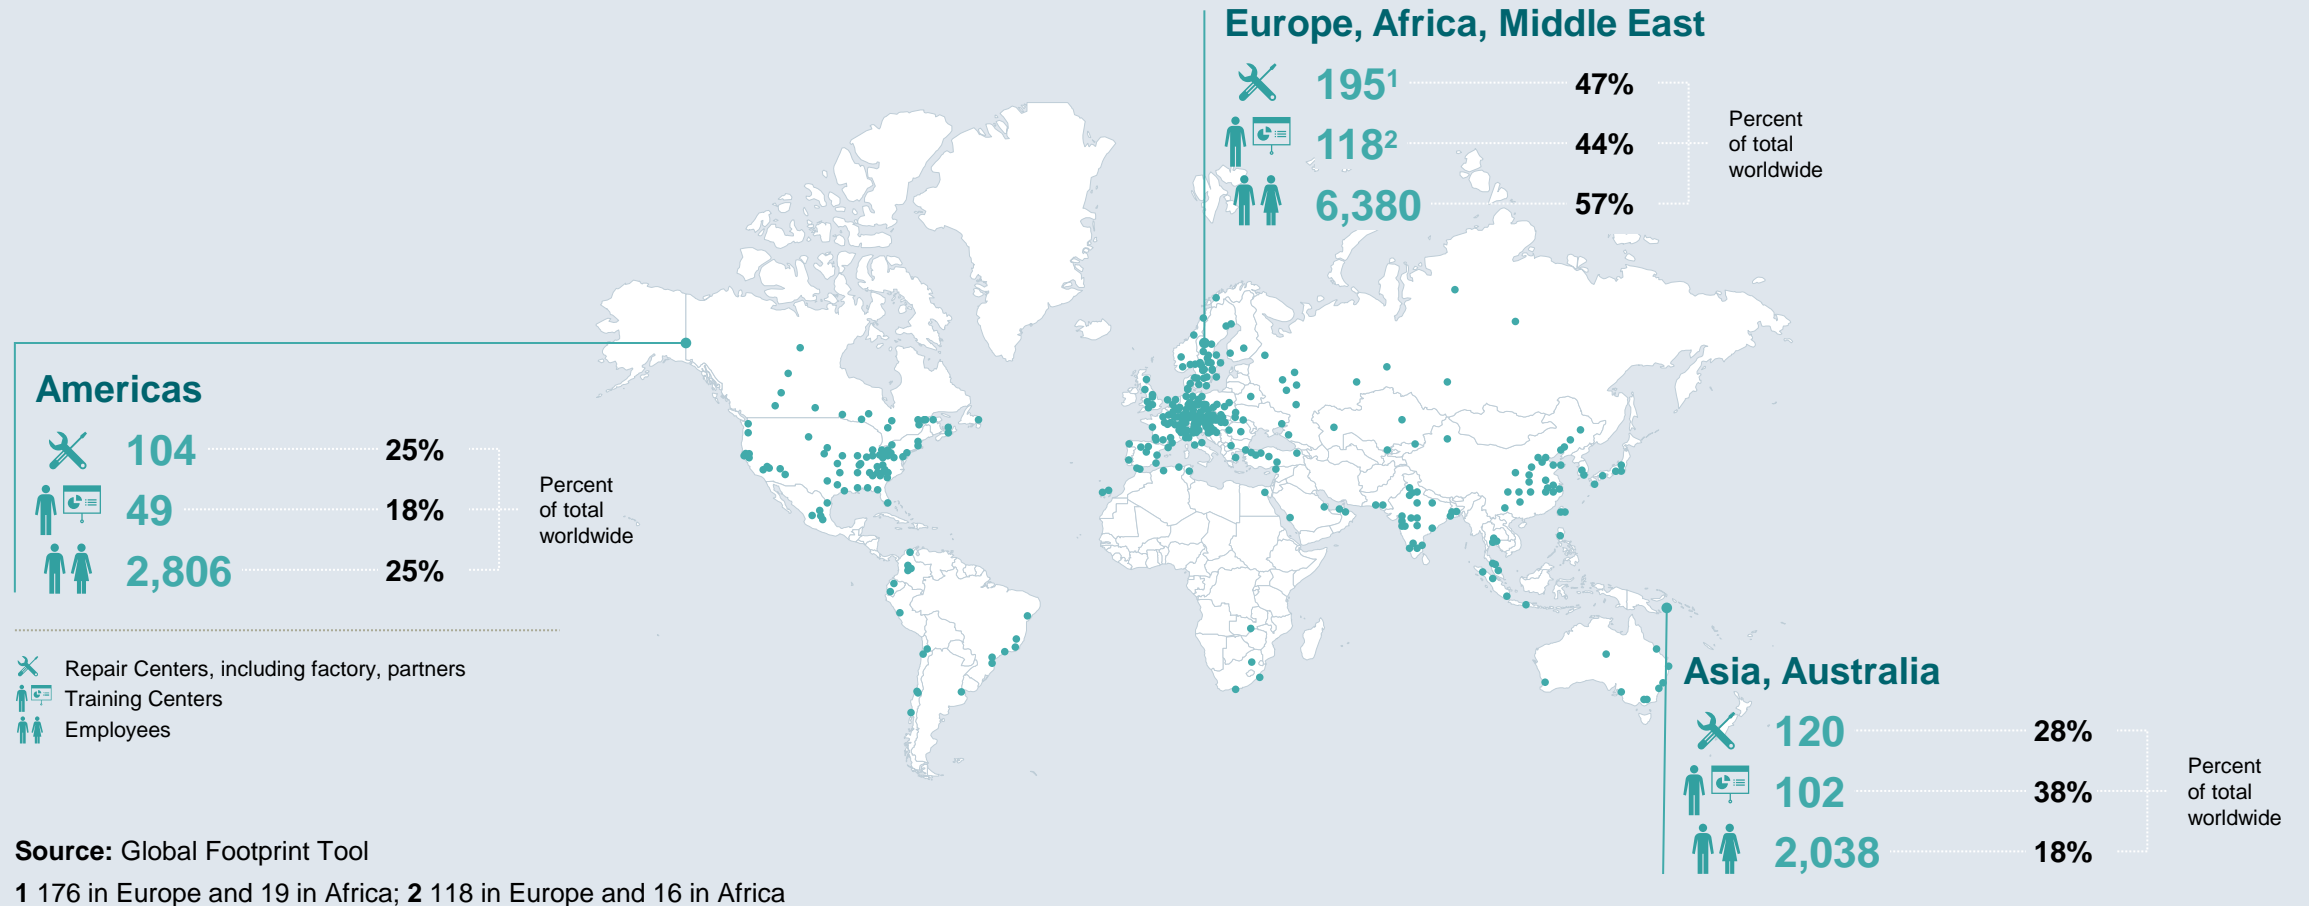 Europe, Africa, Middle East
195¹ 47%
118² 44%
6,380 57%
Percent
of total
worldwide
Americas
104 25%
49 18%
2,806 25%
Percent
of total
worldwide
Repair Centers, including factory, partners
Training Centers
Employees
Asia, Australia
120 28%
102 38%
2,038 18%
Percent
of total
worldwide
Source: Global Footprint Tool
1 176 in Europe and 19 in Africa; 2 118 in Europe and 16 in Africa